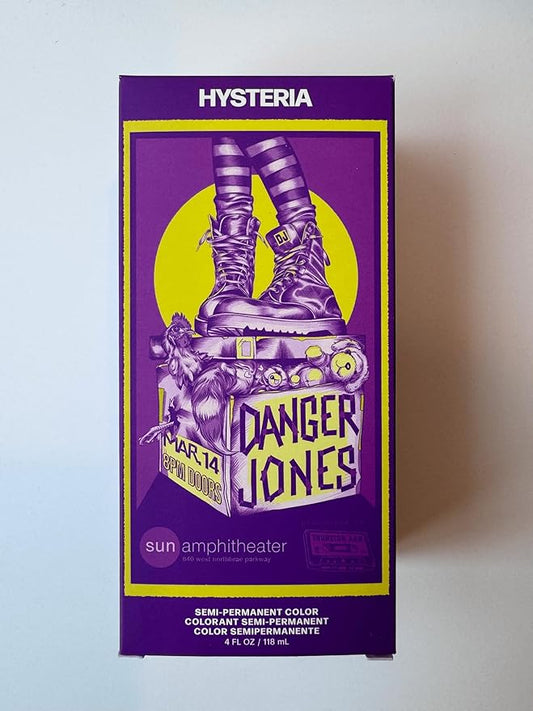 HYSTERIA
DJ
DANGER
JONES
MAR. 14
8PM DOORS
sun amphitheater
SEMI-PERMANENT COLOR
COLORANT SEMI-PERMANENT
COLOR SEMIPERMANENTE
4 FL OZ / 118 mL